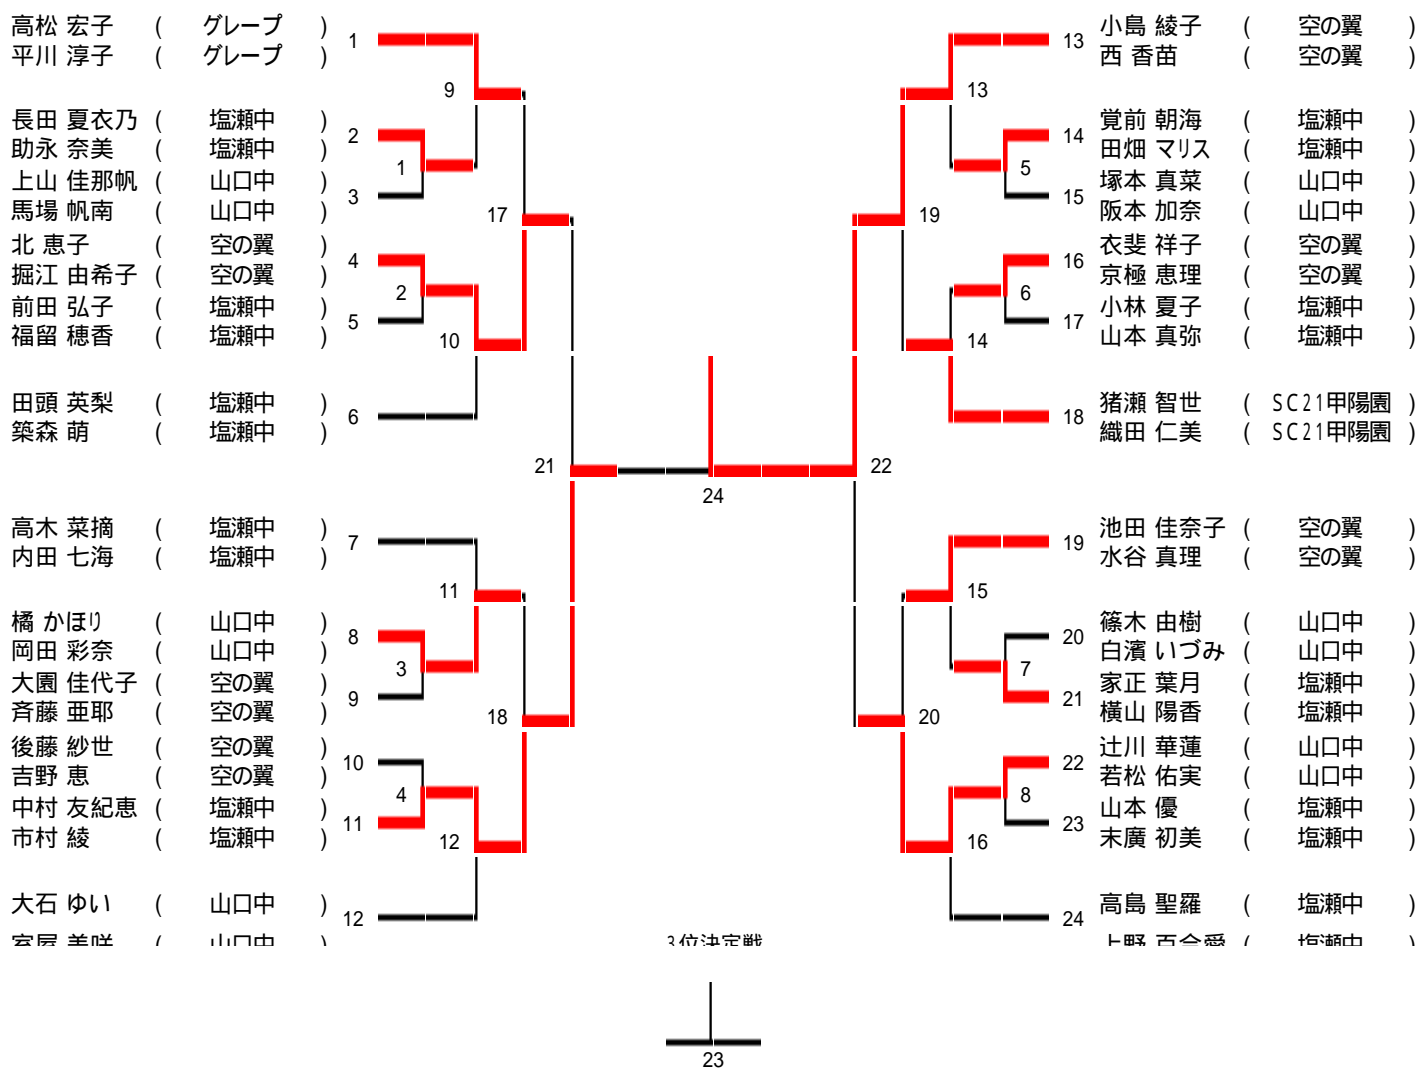 高松 宏子 ( グレープ ) 1
平川 淳子 ( グレープ )
9
長田 夏衣乃 ( 塩瀬中 ) 2
助永 奈美 ( 塩瀬中 )
1
上山 佳那帆 ( 山口中 ) 3
馬場 帆南 ( 山口中 )
17
北 恵子 ( 空の翼 ) 4
掘江 由希子 ( 空の翼 )
2
前田 弘子 ( 塩瀬中 ) 5
福留 穂香 ( 塩瀬中 )
10
田頭 英梨 ( 塩瀬中 ) 6
築森 萌 ( 塩瀬中 )
21
高木 菜摘 ( 塩瀬中 ) 7
内田 七海 ( 塩瀬中 )
11
橘 かほり ( 山口中 ) 8
岡田 彩奈 ( 山口中 )
3
大園 佳代子 ( 空の翼 ) 9
斉藤 亜耶 ( 空の翼 )
18
後藤 紗世 ( 空の翼 ) 10
吉野 恵 ( 空の翼 )
4
中村 友紀恵 ( 塩瀬中 ) 11
市村 綾 ( 塩瀬中 )
12
大石 ゆい ( 山口中 ) 12
室屋 美咲 ( 山口中 )
24
13 小島 綾子 ( 空の翼 )
西 香苗 ( 空の翼 )
13
14 覚前 朝海 ( 塩瀬中 )
田畑 マリス ( 塩瀬中 )
5
15 塚本 真菜 ( 山口中 )
阪本 加奈 ( 山口中 )
19
16 衣斐 祥子 ( 空の翼 )
京極 恵理 ( 空の翼 )
6
17 小林 夏子 ( 塩瀬中 )
山本 真弥 ( 塩瀬中 )
14
18 猪瀬 智世 ( SC21甲陽園 )
織田 仁美 ( SC21甲陽園 )
22
19 池田 佳奈子 ( 空の翼 )
水谷 真理 ( 空の翼 )
15
20 篠木 由樹 ( 山口中 )
白濱 いづみ ( 山口中 )
7
21 家正 葉月 ( 塩瀬中 )
横山 陽香 ( 塩瀬中 )
20
22 辻川 華蓮 ( 山口中 )
若松 佑実 ( 山口中 )
8
23 山本 優 ( 塩瀬中 )
末廣 初美 ( 塩瀬中 )
16
24 高島 聖羅 ( 塩瀬中 )
上野 百合愛 ( 塩瀬中 )
3位決定戦
23